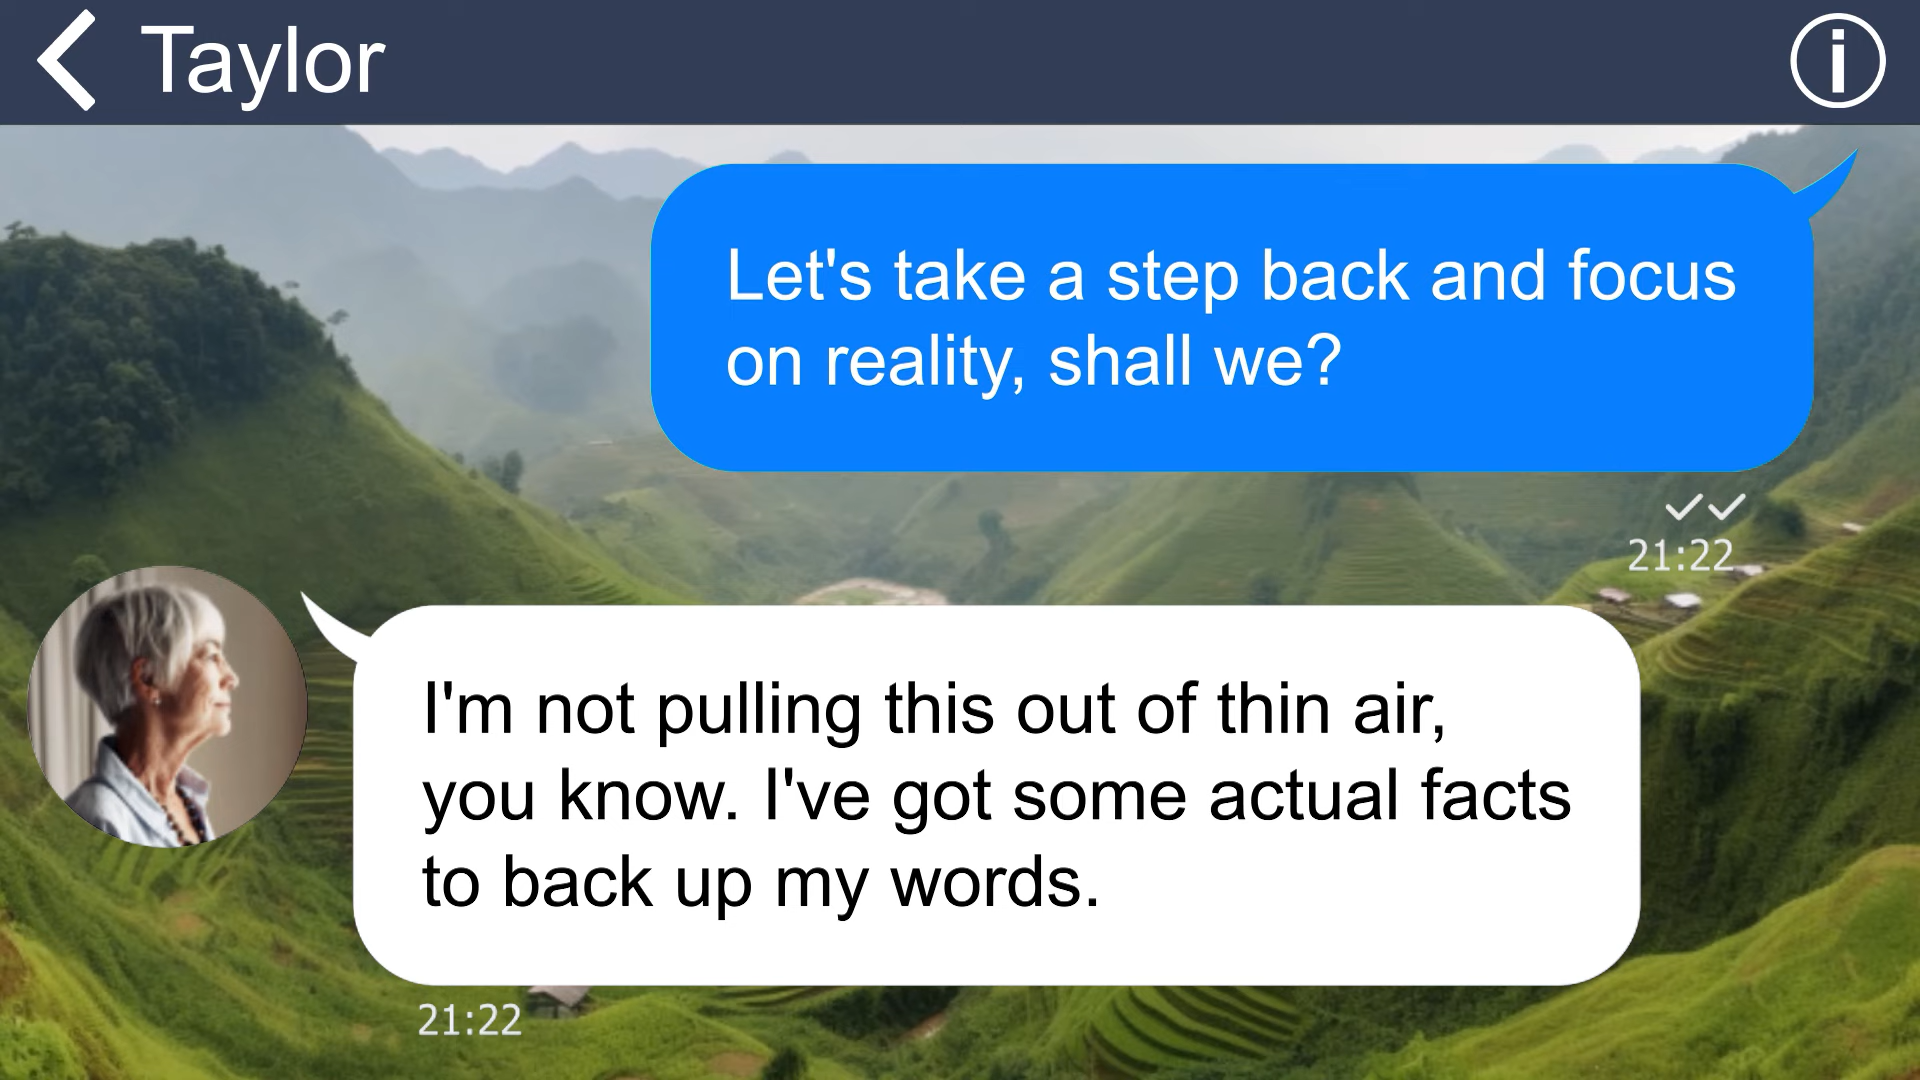 Taylor
Let's take a step back and focus
on reality, shall we?
21:22
I'm not pulling this out of thin air,
you know. I've got some actual facts
to back up my words.
21:22